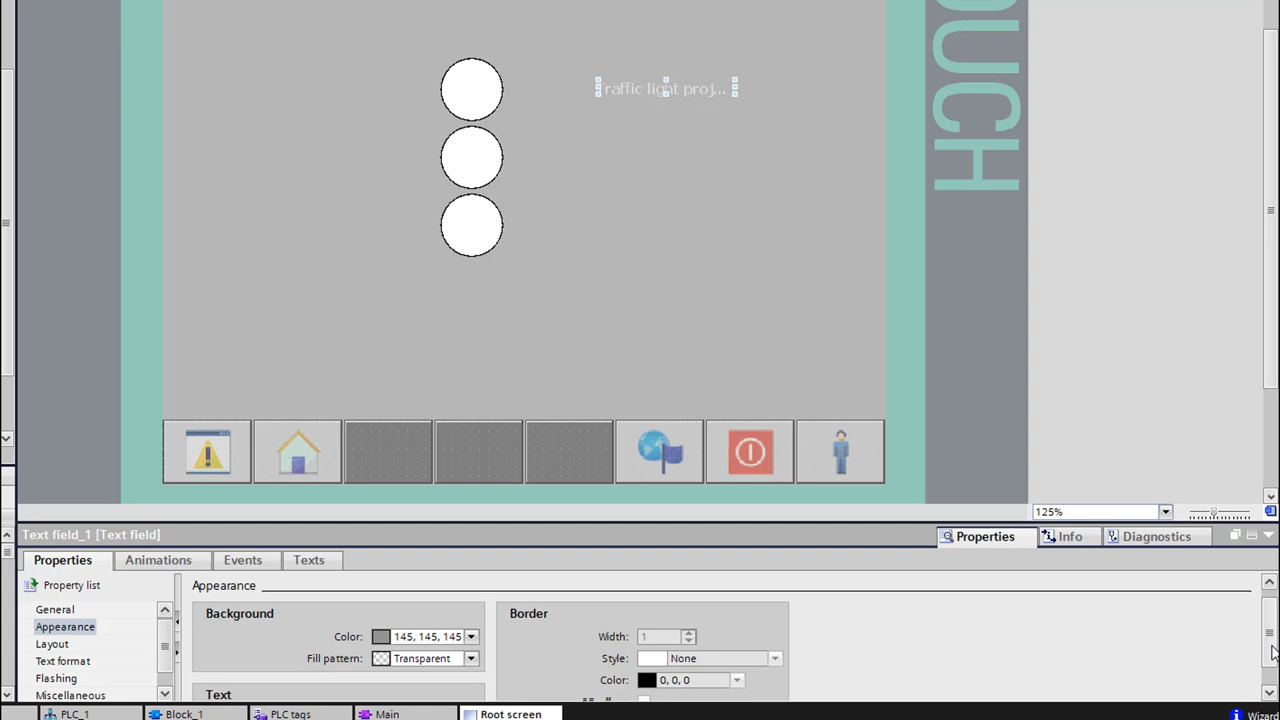 OUCH
Traffic light proj...
125%
Text field_1 [Text field]
Properties
Info
Diagnostics
Properties
Animations
Events
Texts
Property list
Appearance
General
Appearance
Layout
Text format
Flashing
Miscellaneous
Background
Color:
145, 145, 145
Fill pattern:
Transparent
Text
Border
Width:
1
Style:
None
Color:
0, 0, 0
PLC_1
Block_1
PLC tags
Main
Root screen
Wizard